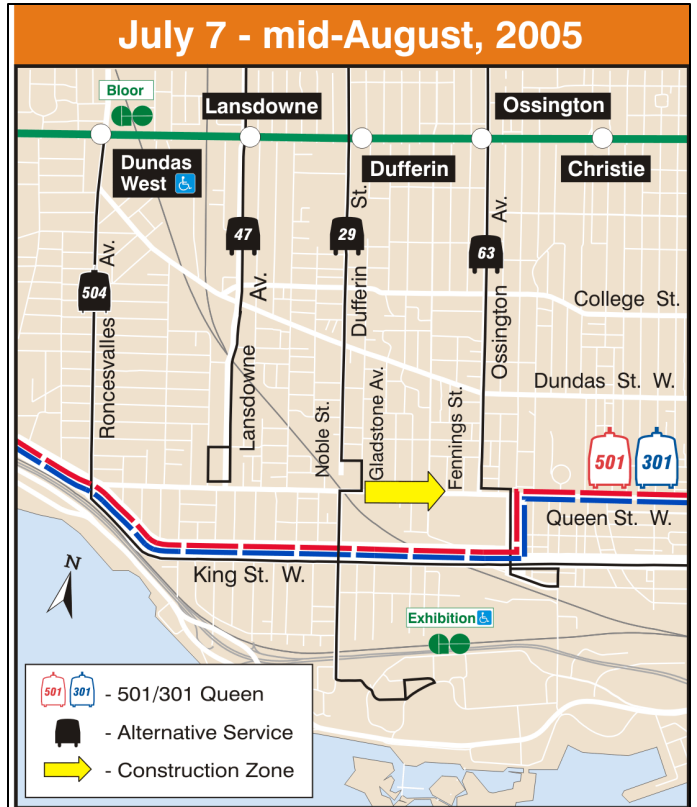 July 7 - mid-August, 2005
Bloor
Lansdowne
Ossington
Dundas
West
Dufferin
Christie
St.
Av.
47
29
63
Av.
504
Av.
Dufferin
College St.
Ossington
Roncesvalles
Lansdowne
Noble St.
Gladstone Av.
Fennings St.
Dundas St. W.
501
301
Queen St. W.
N
King St. W.
Exhibition
501 301 - 501/301 Queen
- Alternative Service
- Construction Zone